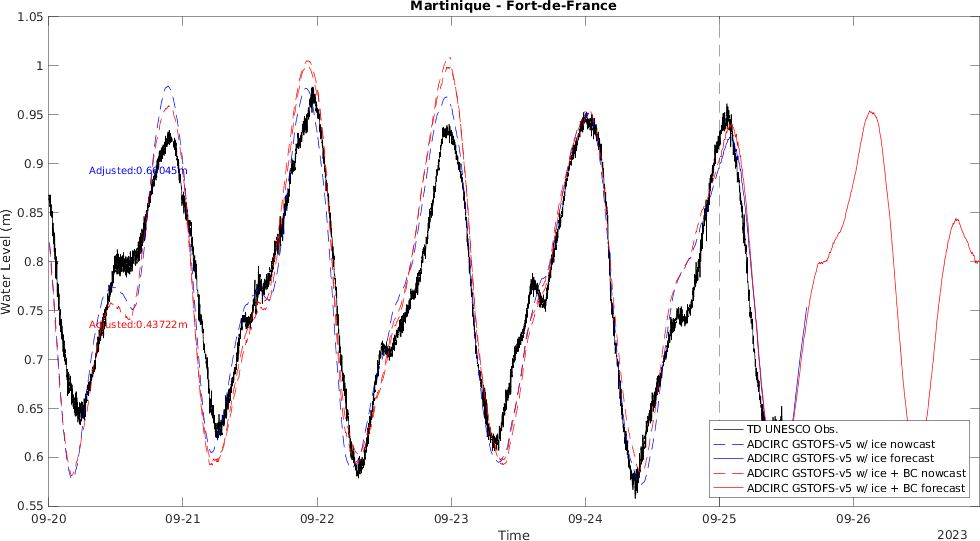 Martinique - Fort-de-France
1.05
1
0.95
0.9
0.85
0.8
0.75
0.7
0.65
0.6
0.55
Water Level (m)
Adjusted:0.66045m
Adjusted:0.43722m
TD UNESCO Obs.
ADCIRC GSTOFS-v5 w/ ice nowcast
ADCIRC GSTOFS-v5 w/ ice forecast
ADCIRC GSTOFS-v5 w/ ice + BC nowcast
ADCIRC GSTOFS-v5 w/ ice + BC forecast
09-20
09-21
09-22
09-23
09-24
09-25
09-26
Time
2023